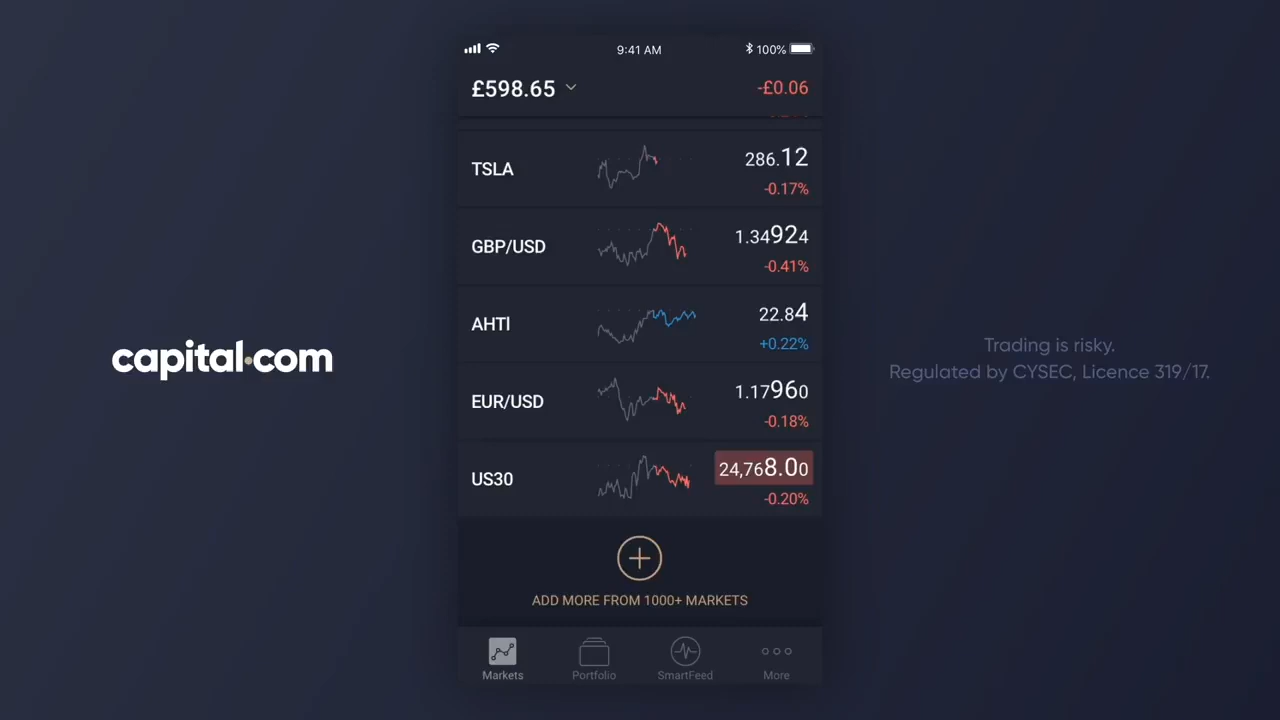 9:41 AM
100%
£598.65
-£0.06
TSLA
286.12
-0.17%
GBP/USD
1.34924
-0.41%
AHTl
22.84
+0.22%
EUR/USD
1.17960
-0.18%
US30
24,768.00
-0.20%
ADD MORE FROM 1000+ MARKETS
Markets
Portfolio
SmartFeed
More
capital.com
Trading is risky.
Regulated by CYSEC, Licence 319/17.